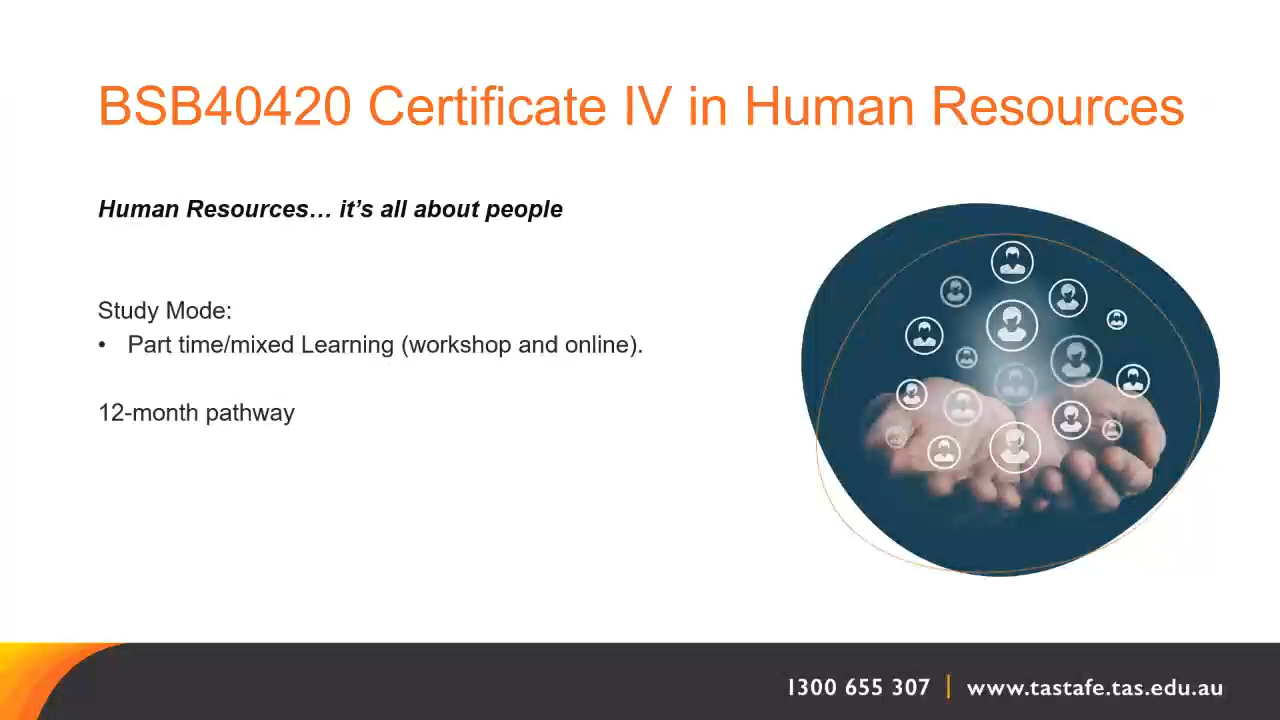 BSB40420 Certificate IV in Human Resources
Human Resources… it’s all about people
Study Mode:
• Part time/mixed Learning (workshop and online).
12-month pathway
1300 655 307 | www.tastafe.tas.edu.au